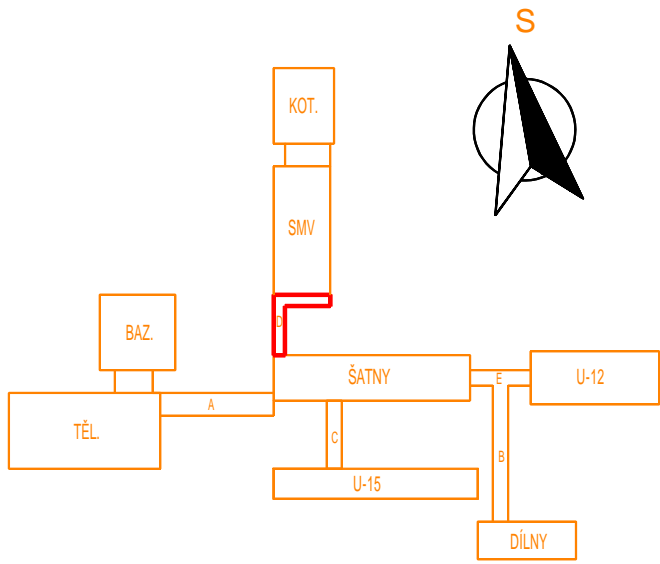 S
KOT.
SMV
D
BAZ.
ŠATNY
E
U-12
A
TĚL.
C
B
U-15
DÍLNY